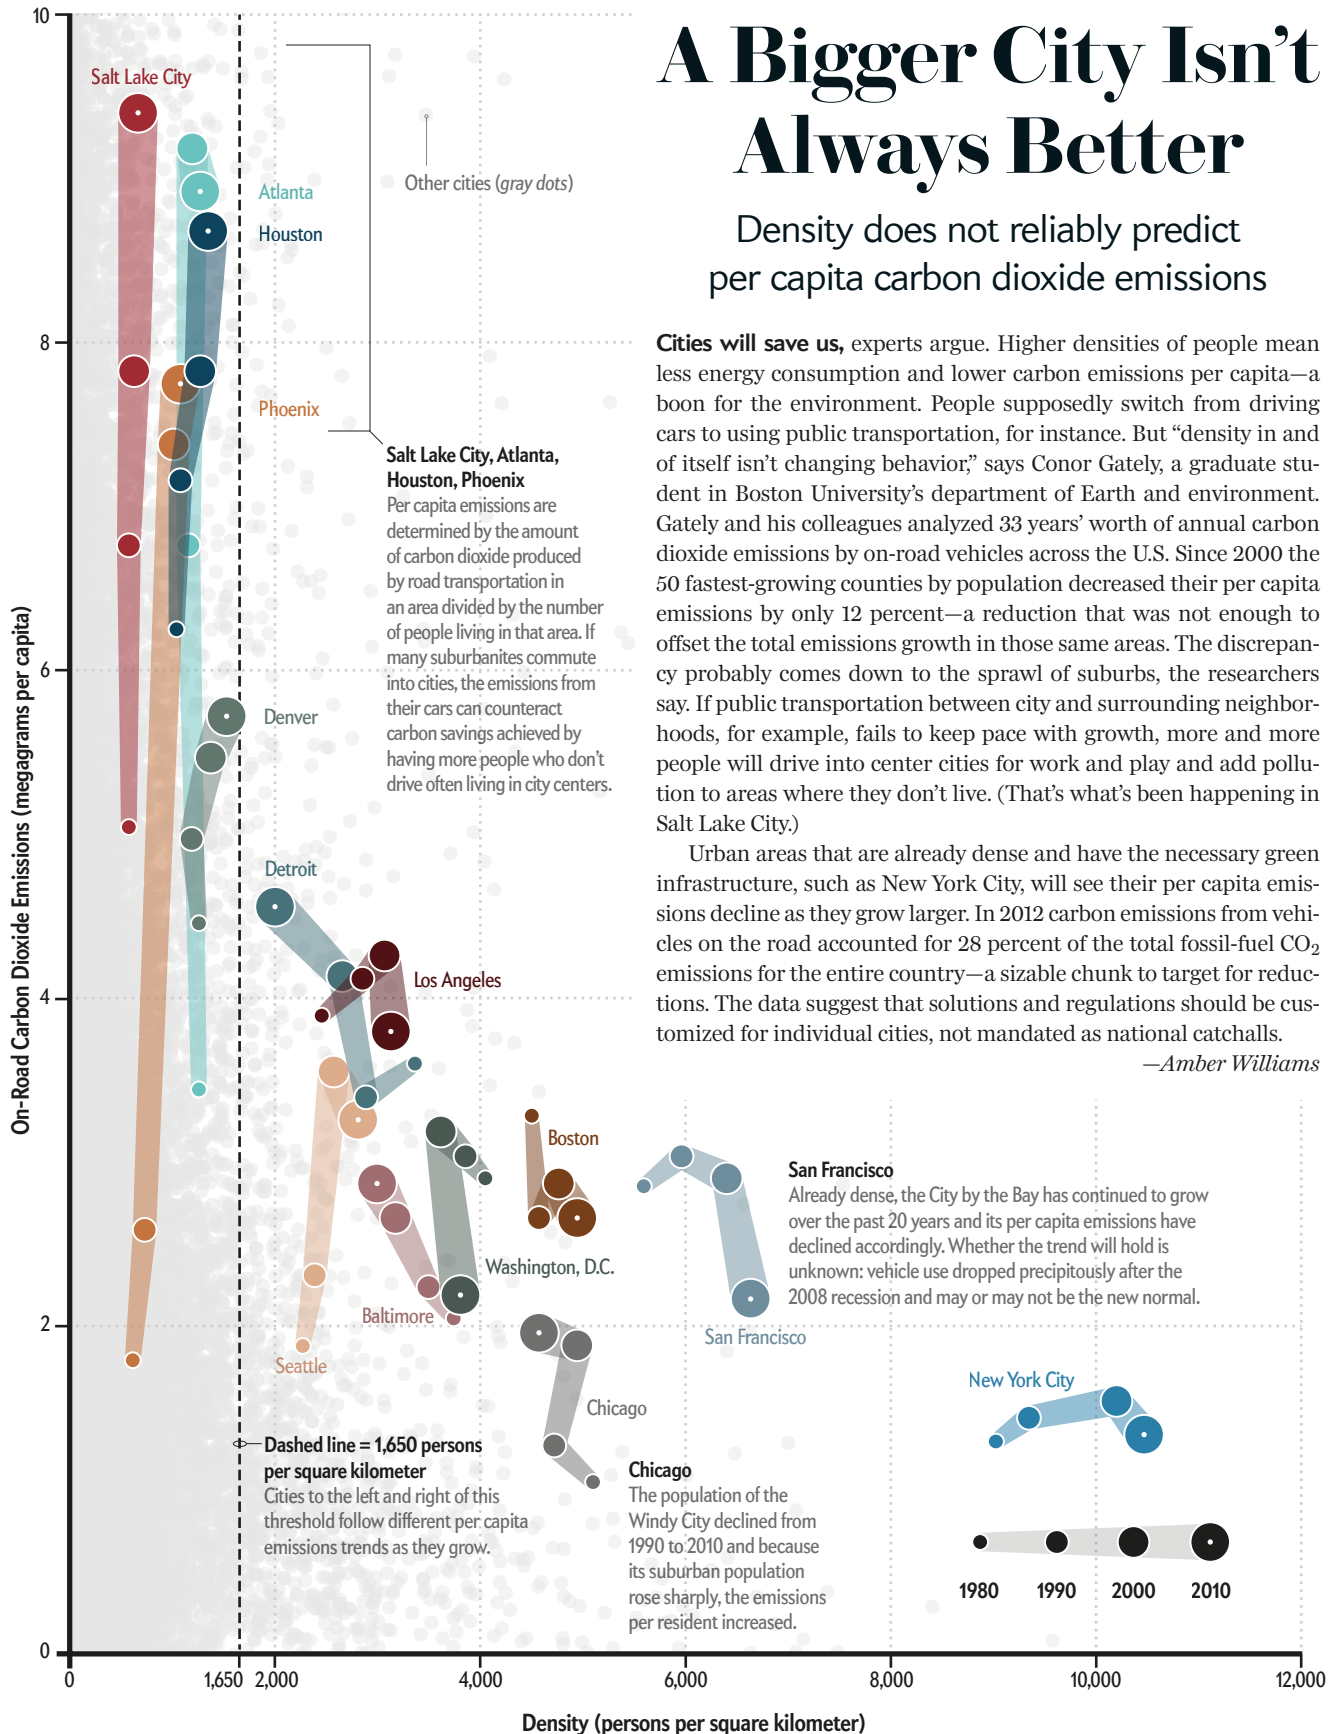 A Bigger City Isn't
Always Better
Density does not reliably predict
per capita carbon dioxide emissions
Cities will save us, experts argue. Higher densities of people mean
less energy consumption and lower carbon emissions per capita—a
boon for the environment. People supposedly switch from driving
cars to using public transportation, for instance. But “density in and
of itself isn’t changing behavior,” says Conor Gately, a graduate stu-
dent in Boston University’s department of Earth and environment.
Gately and his colleagues analyzed 33 years’ worth of annual carbon
dioxide emissions by on-road vehicles across the U.S. Since 2000 the
50 fastest-growing counties by population decreased their per capita
emissions by only 12 percent—a reduction that was not enough to
offset the total emissions growth in those same areas. The discrepan-
cy probably comes down to the sprawl of suburbs, the researchers
say. If public transportation between city and surrounding neighbor-
hoods, for example, fails to keep pace with growth, more and more
people will drive into center cities for work and play and add pollu-
tion to areas where they don’t live. (That’s what’s been happening in
Salt Lake City.)
Urban areas that are already dense and have the necessary green
infrastructure, such as New York City, will see their per capita emis-
sions decline as they grow larger. In 2012 carbon emissions from vehi-
cles on the road accounted for 28 percent of the total fossil-fuel CO2
emissions for the entire country—a sizable chunk to target for reduc-
tions. The data suggest that solutions and regulations should be cus-
tomized for individual cities, not mandated as national catchalls.
—Amber Williams
On-Road Carbon Dioxide Emissions (megagrams per capita)
10
8
6
4
2
0
Salt Lake City
Atlanta
Houston
Phoenix
Other cities (gray dots)
Salt Lake City, Atlanta,
Houston, Phoenix
Per capita emissions are
determined by the amount
of carbon dioxide produced
by road transportation in
an area divided by the number
of people living in that area. If
many suburbanites commute
into cities, the emissions from
their cars can counteract
carbon savings achieved by
having more people who don’t
drive often living in city centers.
Denver
Detroit
Los Angeles
Boston
Washington, D.C.
Baltimore
Seattle
San Francisco
Already dense, the City by the Bay has continued to grow
over the past 20 years and its per capita emissions have
declined accordingly. Whether the trend will hold is
unknown: vehicle use dropped precipitously after the
2008 recession and may or may not be the new normal.
San Francisco
New York City
Chicago
Dashed line = 1,650 persons
per square kilometer
Cities to the left and right of this
threshold follow different per capita
emissions trends as they grow.
Chicago
The population of the
Windy City declined from
1990 to 2010 and because
its suburban population
rose sharply, the emissions
per resident increased.
1980 1990 2000 2010
0 1,650 2,000 4,000 6,000 8,000 10,000 12,000
Density (persons per square kilometer)